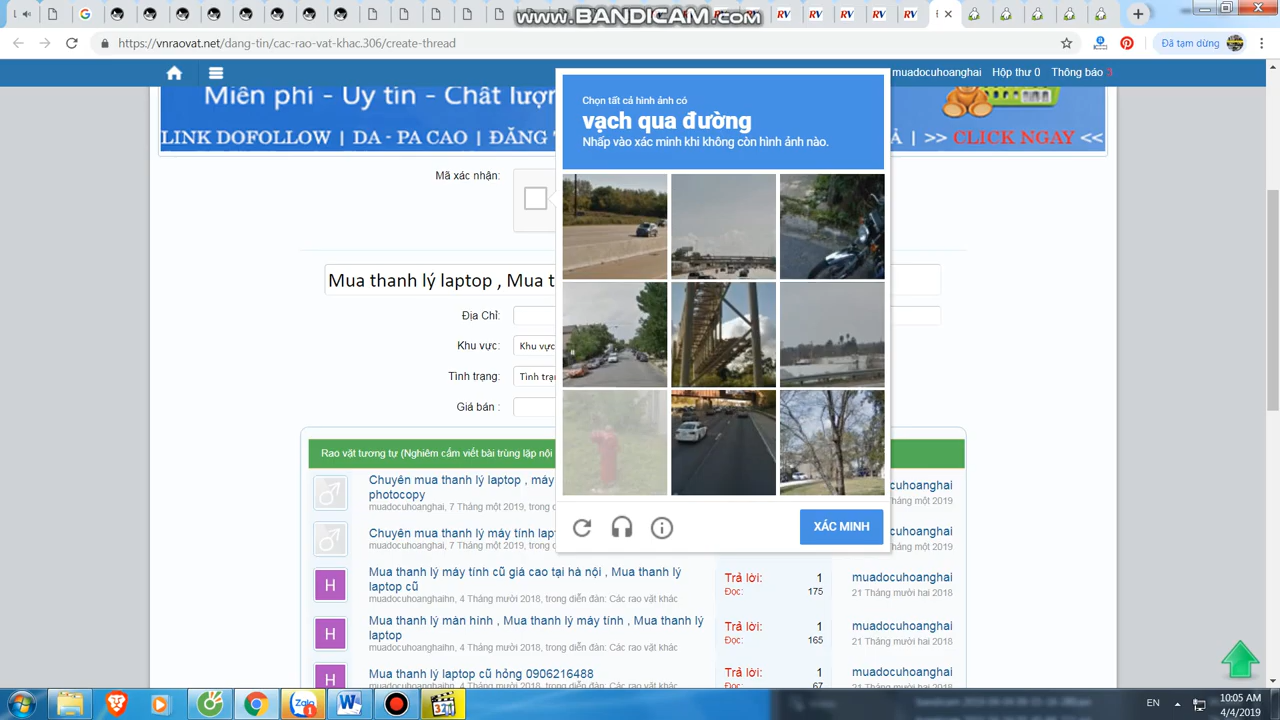 www.BANDICAM.com
https://vnraovat.net/dang-tin/cac-rao-vat-khac.306/create-thread
Đã tạm dừng
muadocuhoanghai
Hộp thư 0
Thông báo 3
Miễn phí - Uy tín - Chất lượ
LINK DOFOLLOW | DA - PA CAO | ĐĂNG
| >> CLICK NGAY <<
Chọn tất cả hình ảnh có
vạch qua đường
Nhấp vào xác minh khi không còn hình ảnh nào.
Mã xác nhận:
Mua thanh lý laptop , Mua t
Địa Chỉ:
Khu vực:
Khu vực
Tình trạng:
Tình trạ
Giá bán :
XÁC MINH
Rao vặt tương tự (Nghiêm cấm viết bài trùng lặp nội
Chuyên mua thanh lý laptop , máy
photocopy
muadocuhoanghai, 7 Tháng một 2019, trong d
ocuhoanghai
háng một 2019
Chuyên mua thanh lý máy tính lapt
muadocuhoanghai, 7 Tháng một 2019, trong d
ocuhoanghai
háng một 2019
H
Mua thanh lý máy tính cũ giá cao tại hà nội , Mua thanh lý
laptop cũ
muadocuhoanghaihn, 4 Tháng mười 2018, trong diễn đàn: Các rao vặt khác
Trả lời: 1
Đọc: 175
muadocuhoanghai
21 Tháng mười hai 2018
H
Mua thanh lý màn hình , Mua thanh lý máy tính , Mua thanh lý
laptop
muadocuhoanghaihn, 4 Tháng mười 2018, trong diễn đàn: Các rao vặt khác
Trả lời: 1
Đọc: 165
muadocuhoanghai
21 Tháng mười hai 2018
H
Mua thanh lý laptop cũ hỏng 0906216488
Trả lời: 1
Đọc: 67
muadocuhoanghai
EN
10:05 AM
4/4/2019